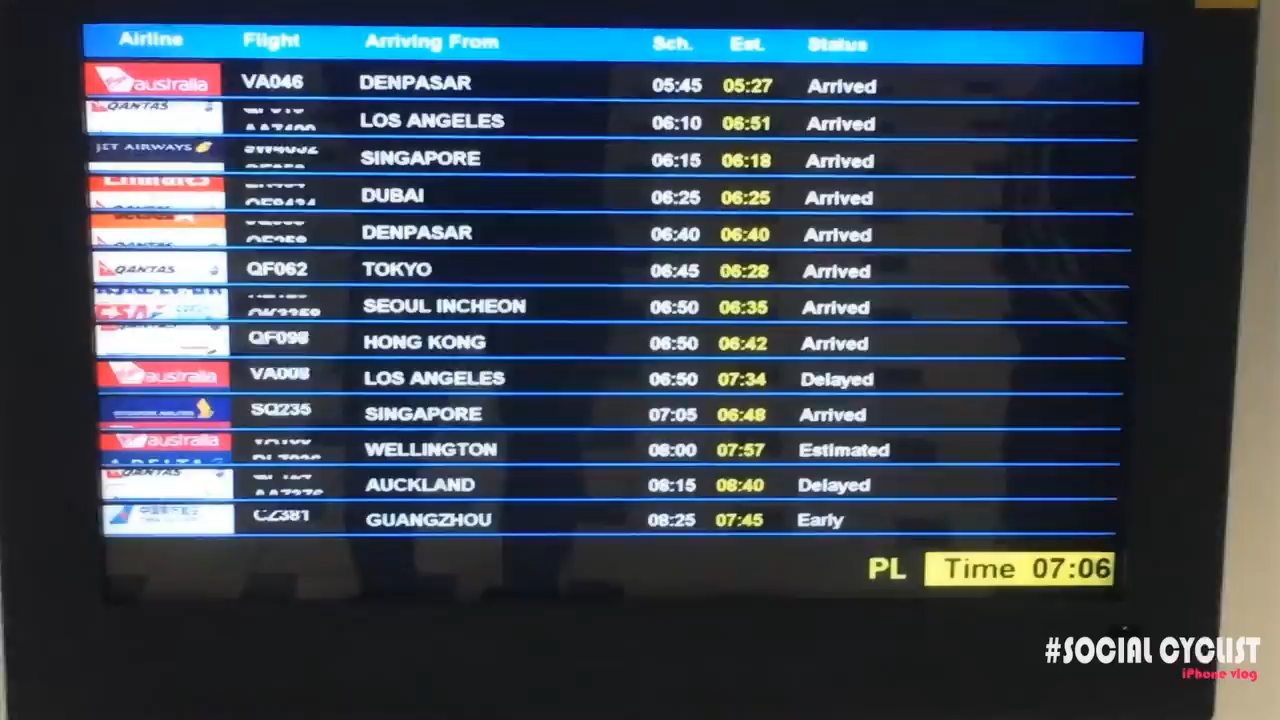 Airline Flight Arriving From Sch. Est. Status
australia VA046 DENPASAR 05:45 05:27 Arrived
QANTAS LOS ANGELES 06:10 06:51 Arrived
JET AIRWAYS SINGAPORE 06:15 06:18 Arrived
Emirates DUBAI 06:25 06:25 Arrived
DENPASAR 06:40 06:40 Arrived
QANTAS QF062 TOKYO 06:45 06:28 Arrived
SEOUL INCHEON 06:50 06:35 Arrived
HONG KONG 06:50 06:42 Arrived
australia LOS ANGELES 06:50 07:34 Delayed
SQ235 SINGAPORE 07:05 06:48 Arrived
australia WELLINGTON 08:00 07:57 Estimated
QANTAS AUCKLAND 08:15 08:40 Delayed
CZ381 GUANGZHOU 08:25 07:45 Early
PL Time 07:06
#SOCIAL CYCLIST
iPhone vlog